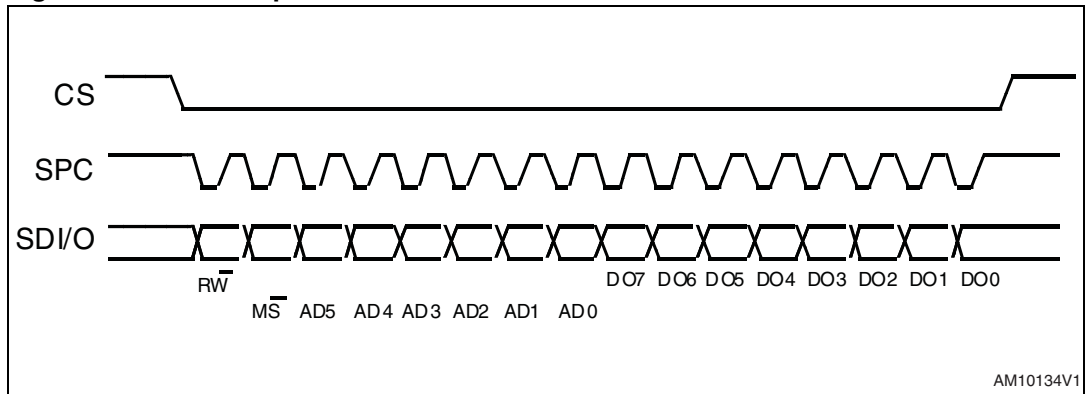 CS
SPC
SDI/O
RW DO7 DO6 DO5 DO4 DO3 DO2 DO1 DO0
MS AD5 AD4 AD3 AD2 AD1 AD0
AM10134V1